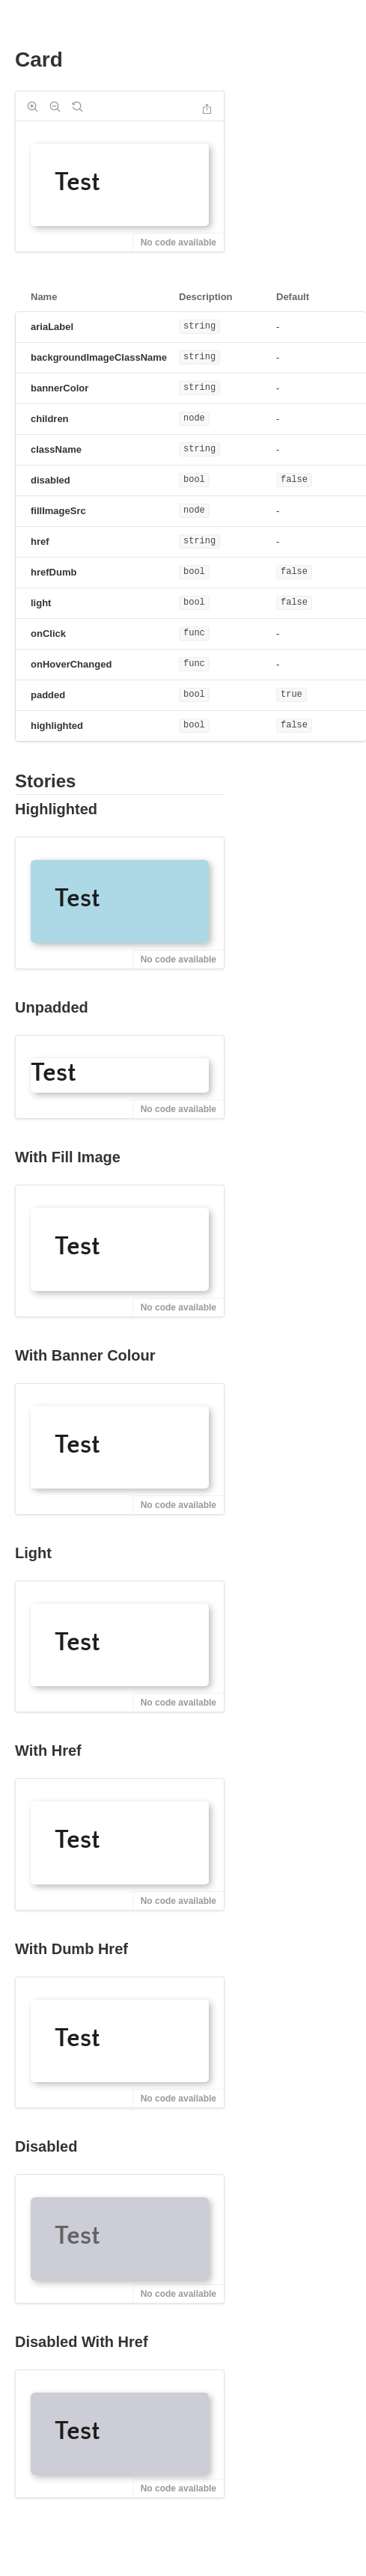 Card
Test
No code available
Name Description Default
ariaLabel string -
backgroundImageClassName string -
bannerColor string -
children node -
className string -
disabled bool false
fillImageSrc node -
href string -
hrefDumb bool false
light bool false
onClick func -
onHoverChanged func -
padded bool true
highlighted bool false
Stories
Highlighted
Test
No code available
Unpadded
Test
No code available
With Fill Image
Test
No code available
With Banner Colour
Test
No code available
Light
Test
No code available
With Href
Test
No code available
With Dumb Href
Test
No code available
Disabled
Test
No code available
Disabled With Href
Test
No code available